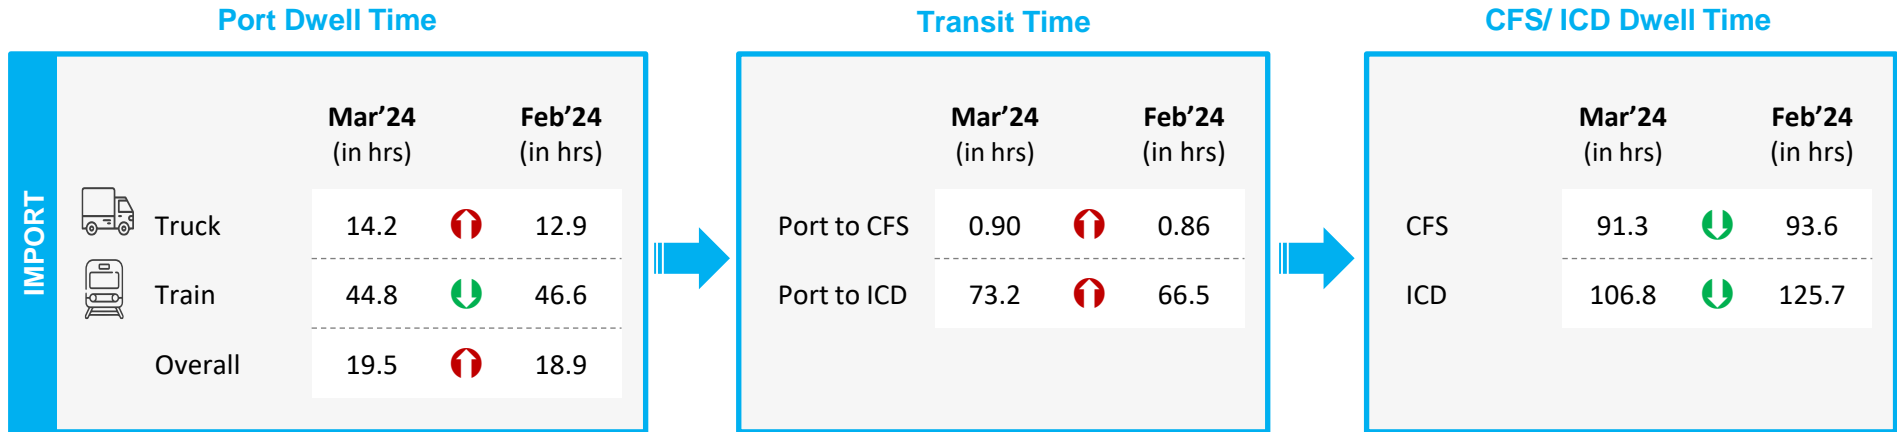 Port Dwell Time
Transit Time
CFS/ ICD Dwell Time
IMPORT
Mar’24 Feb’24
(in hrs) (in hrs)
Truck 14.2 12.9
Train 44.8 46.6
Overall 19.5 18.9
Mar’24 Feb’24
(in hrs) (in hrs)
Port to CFS 0.90 0.86
Port to ICD 73.2 66.5
Mar’24 Feb’24
(in hrs) (in hrs)
CFS 91.3 93.6
ICD 106.8 125.7